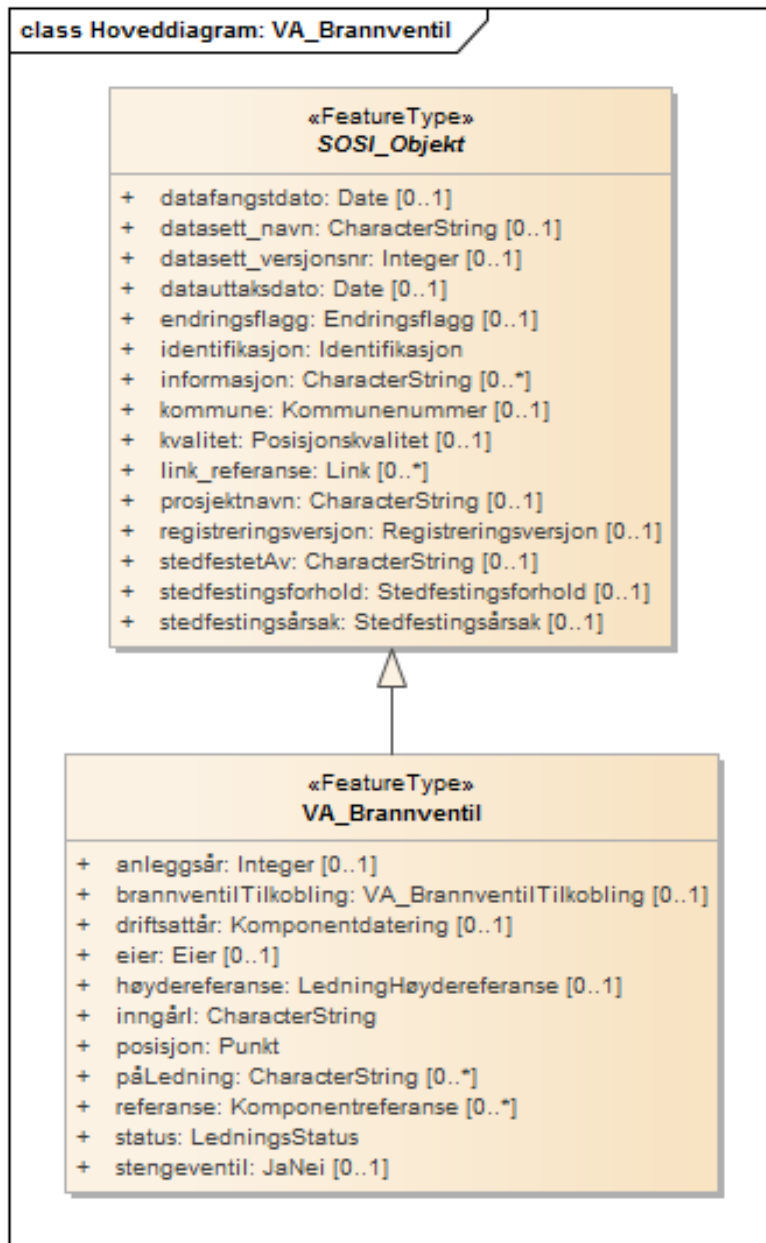 class Hoveddiagram: VA_Brannventil
«FeatureType»
SOSI_Objekt
+ datafangstdato: Date [0..1]
+ datasett_navn: CharacterString [0..1]
+ datasett_versjonsnr: Integer [0..1]
+ datauttaksdato: Date [0..1]
+ endringsflagg: Endringsflagg [0..1]
+ identifikasjon: Identifikasjon
+ informasjon: CharacterString [0..*]
+ kommune: Kommunenummer [0..1]
+ kvalitet: Posisjonskvalitet [0..1]
+ link_referanse: Link [0..*]
+ prosjektnavn: CharacterString [0..1]
+ registreringsversjon: Registreringsversjon [0..1]
+ stedfestetAv: CharacterString [0..1]
+ stedfestingsforhold: Stedfestingsforhold [0..1]
+ stedfestingsårsak: Stedfestingsårsak [0..1]
«FeatureType»
VA_Brannventil
+ anleggsår: Integer [0..1]
+ brannventilTilkobling: VA_BrannventilTilkobling [0..1]
+ driftsattår: Komponentdatering [0..1]
+ eier: Eier [0..1]
+ høydereferanse: LedningHøydereferanse [0..1]
+ inngårI: CharacterString
+ posisjon: Punkt
+ påLedning: CharacterString [0..*]
+ referanse: Komponentreferanse [0..*]
+ status: LedningsStatus
+ stengeventil: JaNei [0..1]